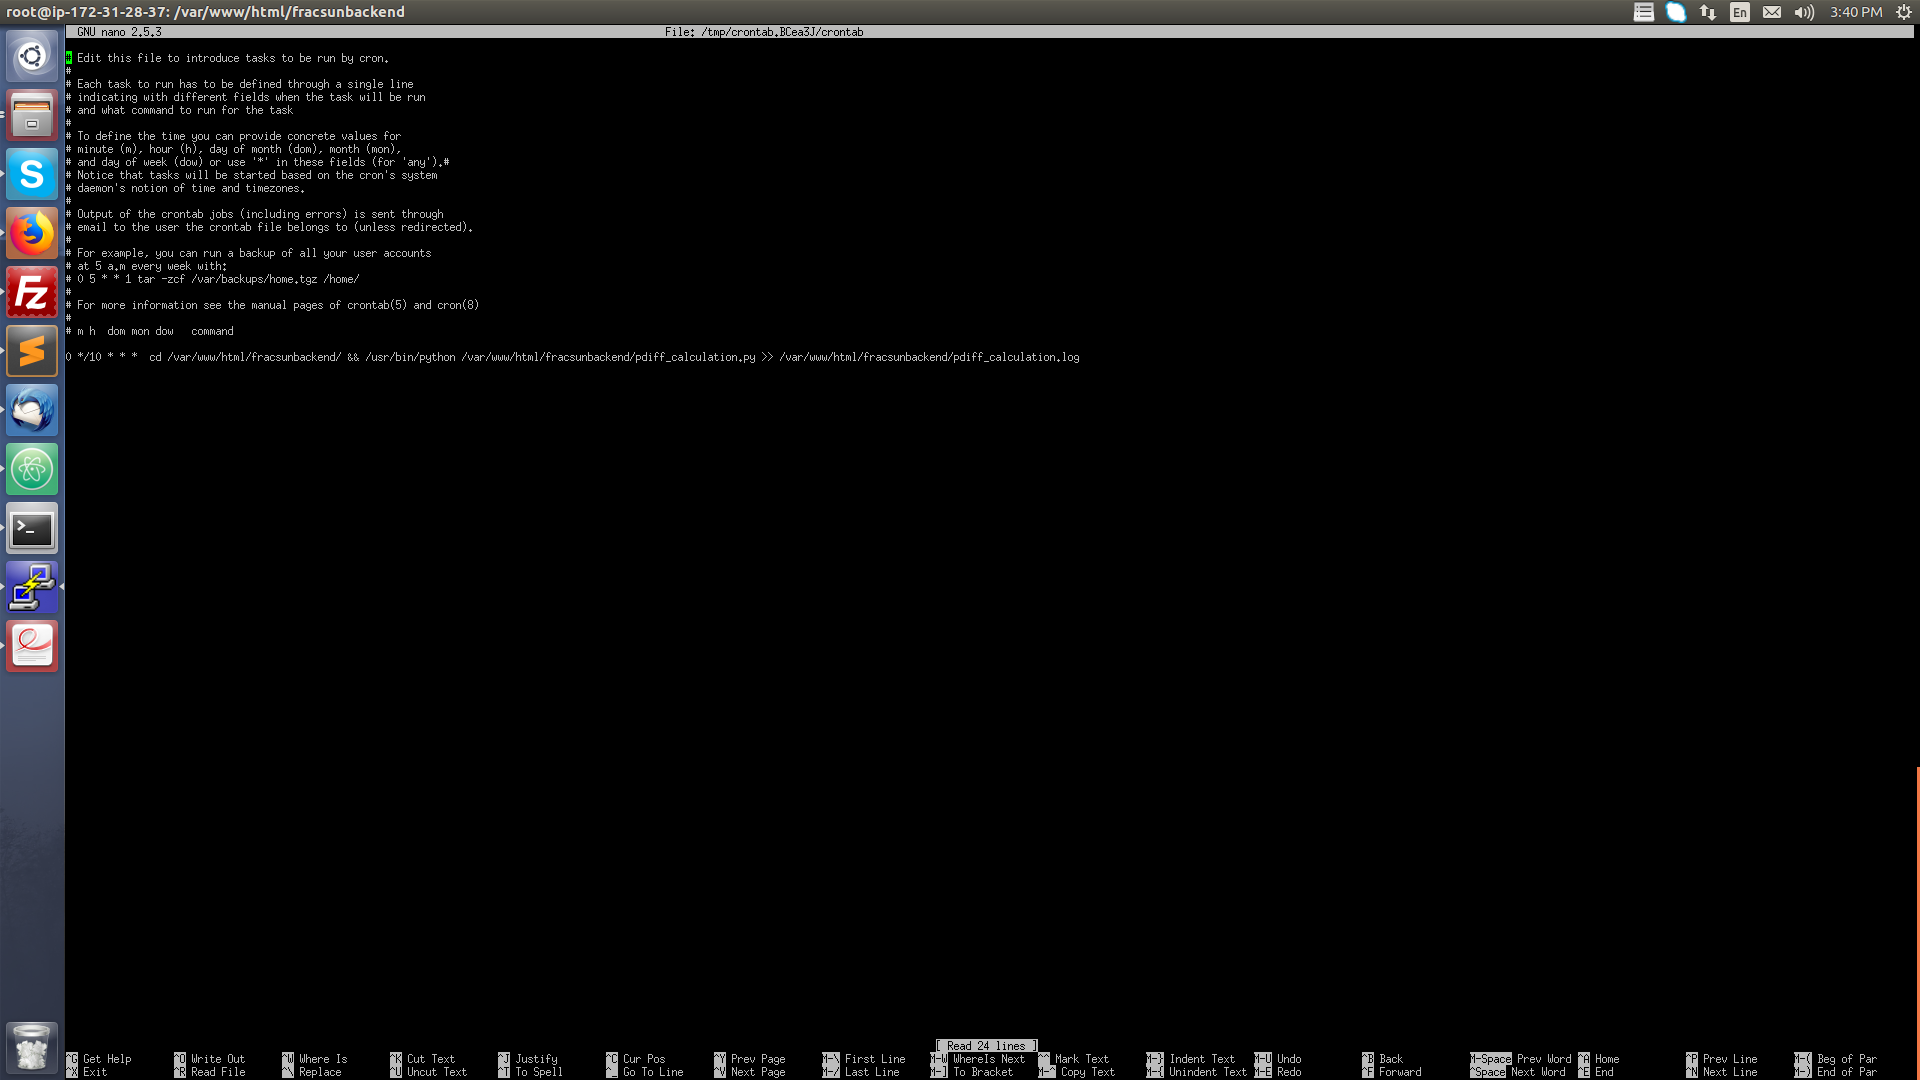 root@ip-172-31-28-37: /var/www/html/fracsunbackend
En
3:40 PM
GNU nano 2.5.3 File: /tmp/crontab.BCea3J/crontab
# Edit this file to introduce tasks to be run by cron.
#
# Each task to run has to be defined through a single line
# indicating with different fields when the task will be run
# and what command to run for the task
#
# To define the time you can provide concrete values for
# minute (m), hour (h), day of month (dom), month (mon),
# and day of week (dow) or use '*' in these fields (for 'any').#
# Notice that tasks will be started based on the cron's system
# daemon's notion of time and timezones.
#
# Output of the crontab jobs (including errors) is sent through
# email to the user the crontab file belongs to (unless redirected).
#
# For example, you can run a backup of all your user accounts
# at 5 a.m every week with:
# 0 5 * * 1 tar -zcf /var/backups/home.tgz /home/
#
# For more information see the manual pages of crontab(5) and cron(8)
#
# m h  dom mon dow   command
0 */10 * * *  cd /var/www/html/fracsunbackend/ && /usr/bin/python /var/www/html/fracsunbackend/pdiff_calculation.py >> /var/www/html/fracsunbackend/pdiff_calculation.log
[ Read 24 lines ]
^G Get Help ^O Write Out ^W Where Is ^K Cut Text ^J Justify ^C Cur Pos ^Y Prev Page M-\ First Line M-W WhereIs Next ^^ Mark Text M-} Indent Text M-U Undo ^B Back M-Space Prev Word ^A Home ^P Prev Line M-( Beg of Par
^X Exit ^R Read File ^\ Replace ^U Uncut Text ^T To Spell ^_ Go To Line ^V Next Page M-/ Last Line M-] To Bracket M-^ Copy Text M-{ Unindent Text M-E Redo ^F Forward ^Space Next Word ^E End ^N Next Line M-) End of Par